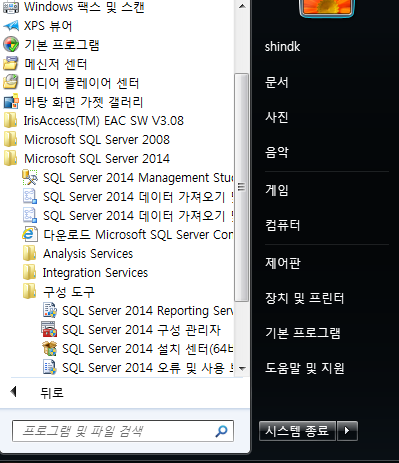 Windows 팩스 및 스캔
XPS 뷰어
기본 프로그램
메신저 센터
미디어 플레이어 센터
바탕 화면 가젯 갤러리
IrisAccess(TM) EAC SW V3.08
Microsoft SQL Server 2008
Microsoft SQL Server 2014
SQL Server 2014 Management Stu
SQL Server 2014 데이터 가져오기 및
SQL Server 2014 데이터 가져오기 및
다운로드 Microsoft SQL Server Con
Analysis Services
Integration Services
구성 도구
SQL Server 2014 Reporting Serv
SQL Server 2014 구성 관리자
SQL Server 2014 설치 센터(64비
SQL Server 2014 오류 및 사용
뒤로
프로그램 및 파일 검색
shindk
문서
사진
음악
게임
컴퓨터
제어판
장치 및 프린터
기본 프로그램
도움말 및 지원
시스템 종료